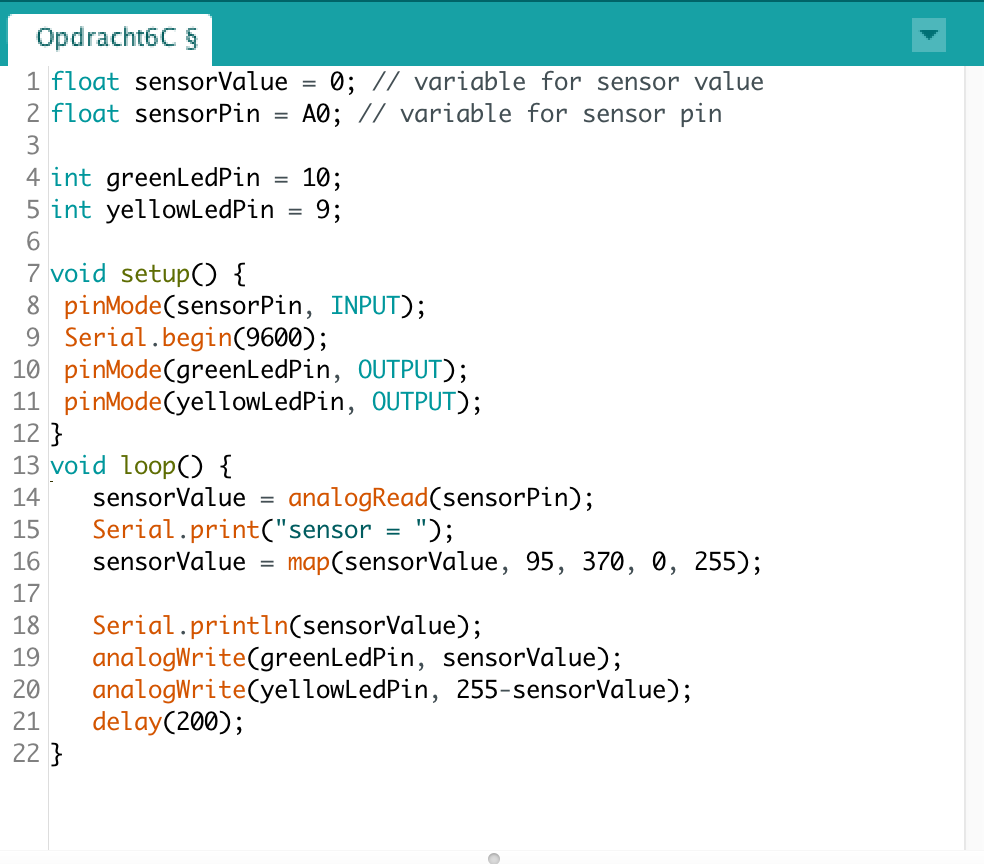 Opdracht6C §
1 float sensorValue = 0; // variable for sensor value
2 float sensorPin = A0; // variable for sensor pin
3
4 int greenLedPin = 10;
5 int yellowLedPin = 9;
6
7 void setup() {
8  pinMode(sensorPin, INPUT);
9  Serial.begin(9600);
10  pinMode(greenLedPin, OUTPUT);
11  pinMode(yellowLedPin, OUTPUT);
12 }
13 void loop() {
14    sensorValue = analogRead(sensorPin);
15    Serial.print("sensor = ");
16    sensorValue = map(sensorValue, 95, 370, 0, 255);
17
18    Serial.println(sensorValue);
19    analogWrite(greenLedPin, sensorValue);
20    analogWrite(yellowLedPin, 255-sensorValue);
21    delay(200);
22 }